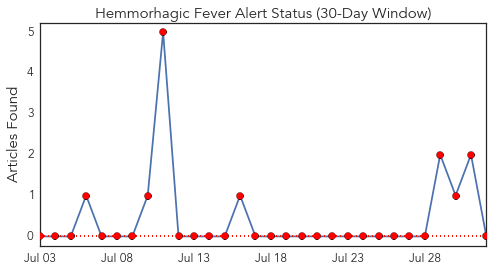 Hemmorhagic Fever Alert Status (30-Day Window)
Articles Found
5
4
3
2
1
0
Jul 03 Jul 08 Jul 13 Jul 18 Jul 23 Jul 28